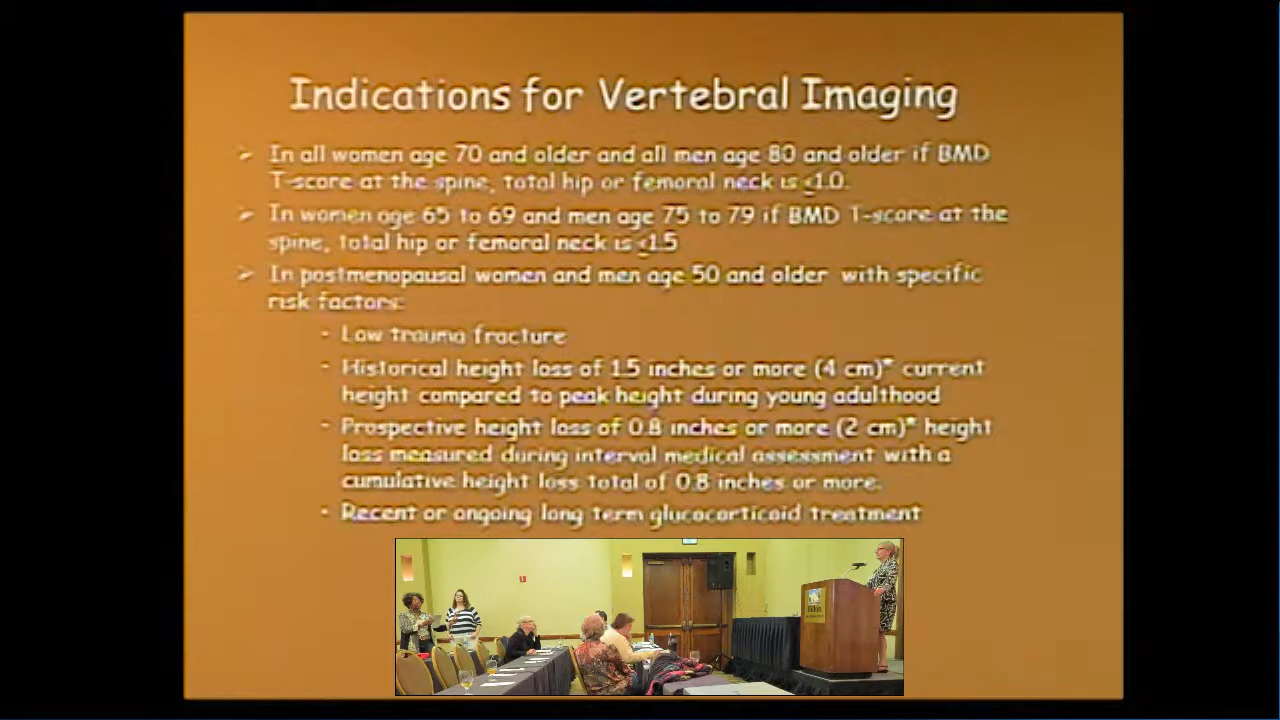 Indications for Vertebral Imaging
➢ In all women age 70 and older and all men age 80 and older if BMD
T-score at the spine, total hip or femoral neck is <1.0.
➢ In women age 65 to 69 and men age 75 to 79 if BMD T-score at the
spine, total hip or femoral neck is <1.5
➢ In postmenopausal women and men age 50 and older with specific
risk factors:
- Low trauma fracture
- Historical height loss of 1.5 inches or more (4 cm)* current
height compared to peak height during young adulthood
- Prospective height loss of 0.8 inches or more (2 cm)* height
loss measured during interval medical assessment with a
cumulative height loss total of 0.8 inches or more.
- Recent or ongoing long term glucocorticoid treatment
Hilton